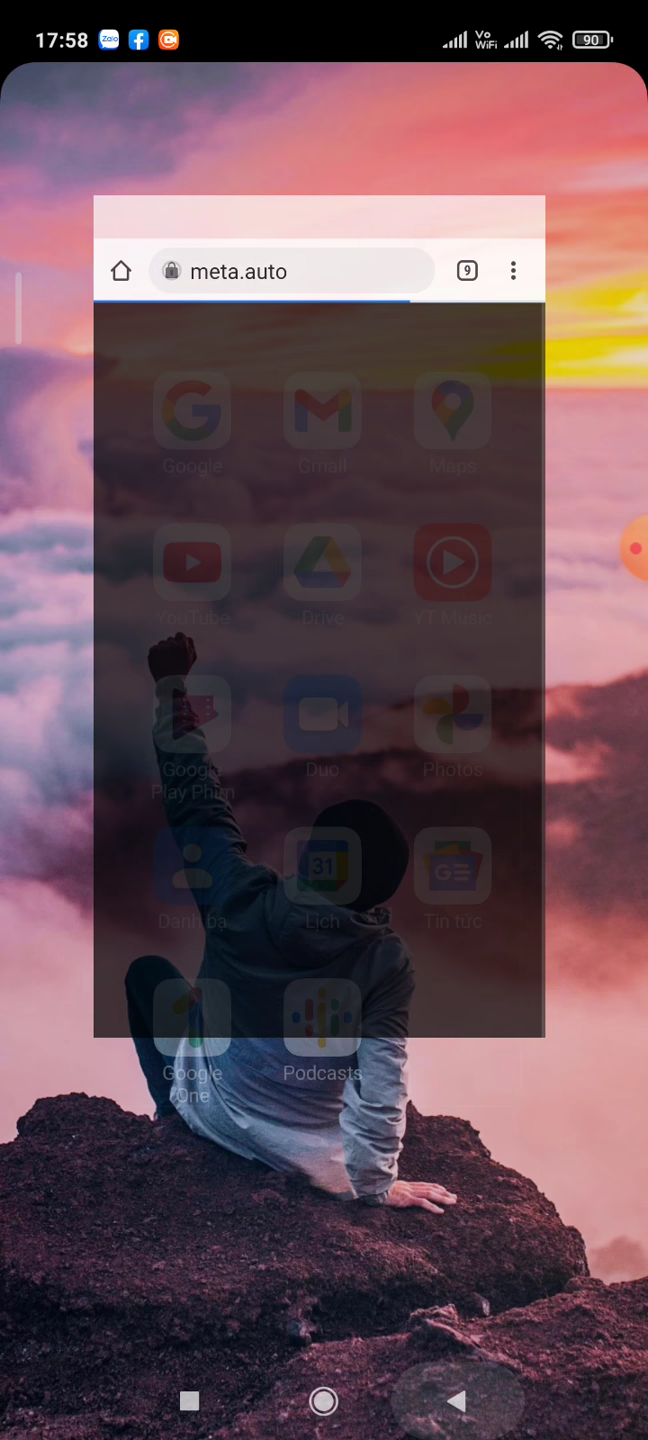 17:58
Zalo
Vo
WiFi
90
meta.auto
9
Google
Gmail
Maps
YouTube
Drive
YT Music
Google
Play Phim
Duo
Photos
31
Danh bạ
Lịch
Tin tức
Google
One
Podcasts